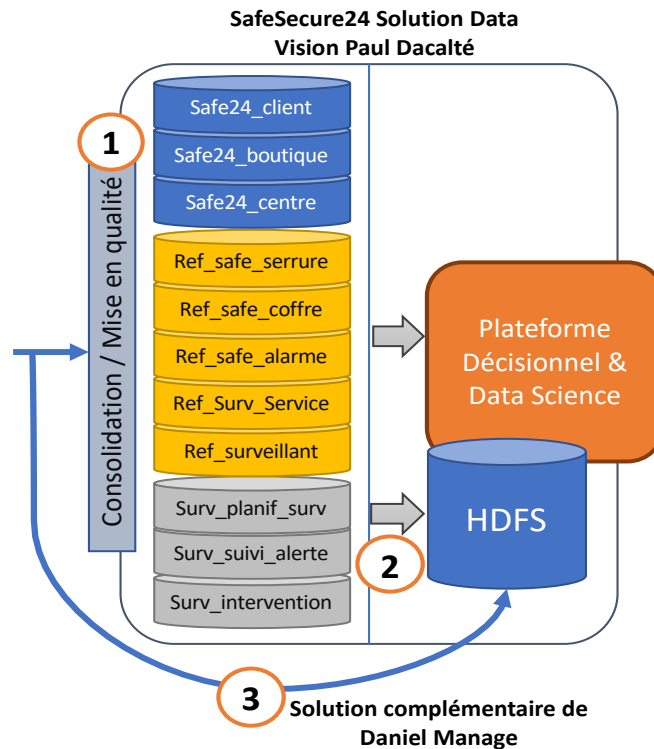 SafeSecure24 Solution Data
Vision Paul Dacalté
1
Consolidation / Mise en qualité
Safe24_client
Safe24_boutique
Safe24_centre
Ref_safe_serrure
Ref_safe_coffre
Ref_safe_alarme
Ref_Surv_Service
Ref_surveillant
Surv_planif_surv
Surv_suivi_alerte
Surv_intervention
Plateforme
Décisionnel &
Data Science
HDFS
2
3
Solution complémentaire de
Daniel Manage